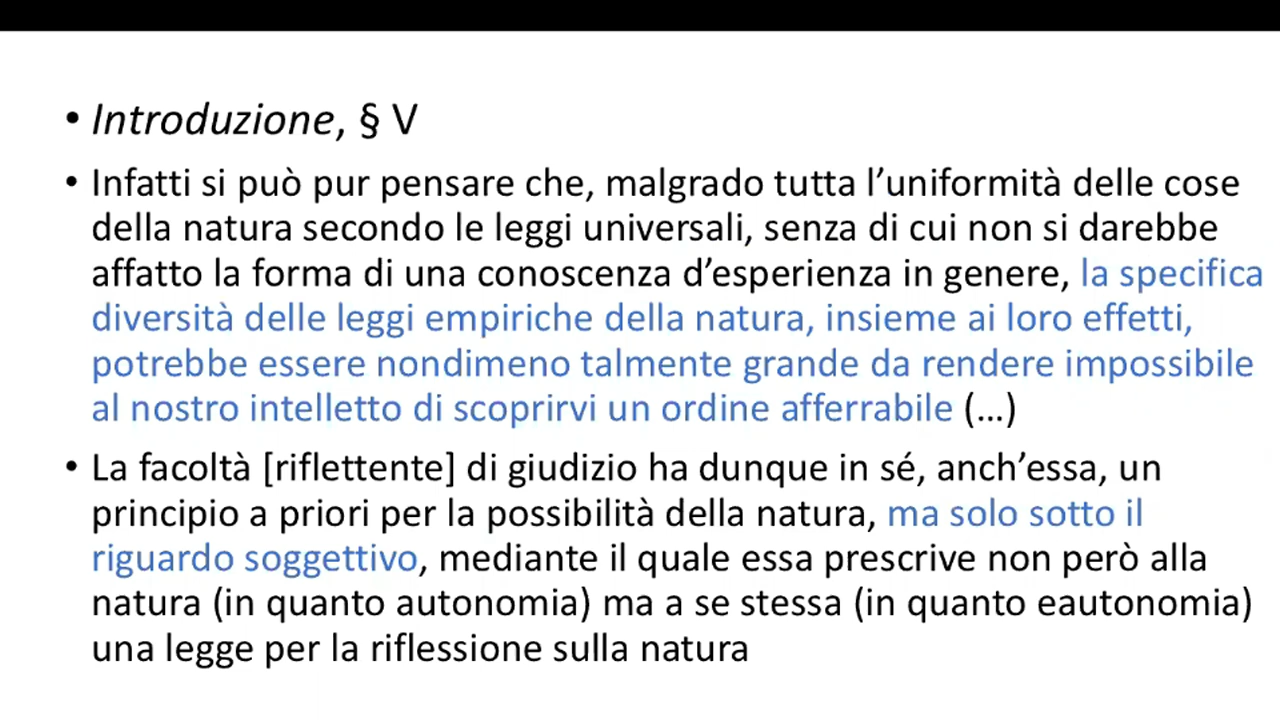 • Introduzione, § V
• Infatti si può pur pensare che, malgrado tutta l’uniformità delle cose
della natura secondo le leggi universali, senza di cui non si darebbe
affatto la forma di una conoscenza d’esperienza in genere, la specifica
diversità delle leggi empiriche della natura, insieme ai loro effetti,
potrebbe essere nondimeno talmente grande da rendere impossibile
al nostro intelletto di scoprirvi un ordine afferrabile (…)
• La facoltà [riflettente] di giudizio ha dunque in sé, anch’essa, un
principio a priori per la possibilità della natura, ma solo sotto il
riguardo soggettivo, mediante il quale essa prescrive non però alla
natura (in quanto autonomia) ma a se stessa (in quanto eautonomia)
una legge per la riflessione sulla natura